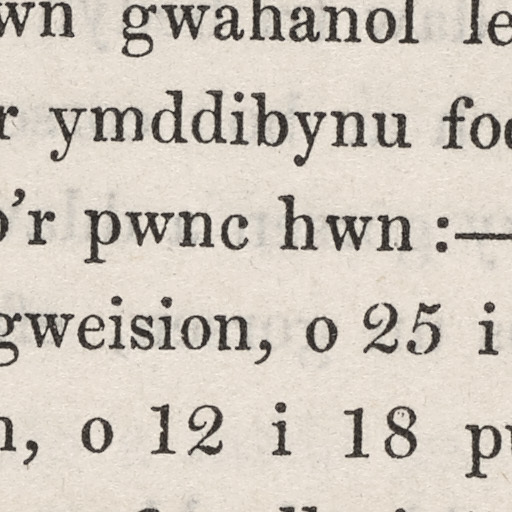 wn gwahanol le
r ymddibynu fo
o'r pwnc hwn :—
gweision, o 25 i
n, o 12 i 18 p